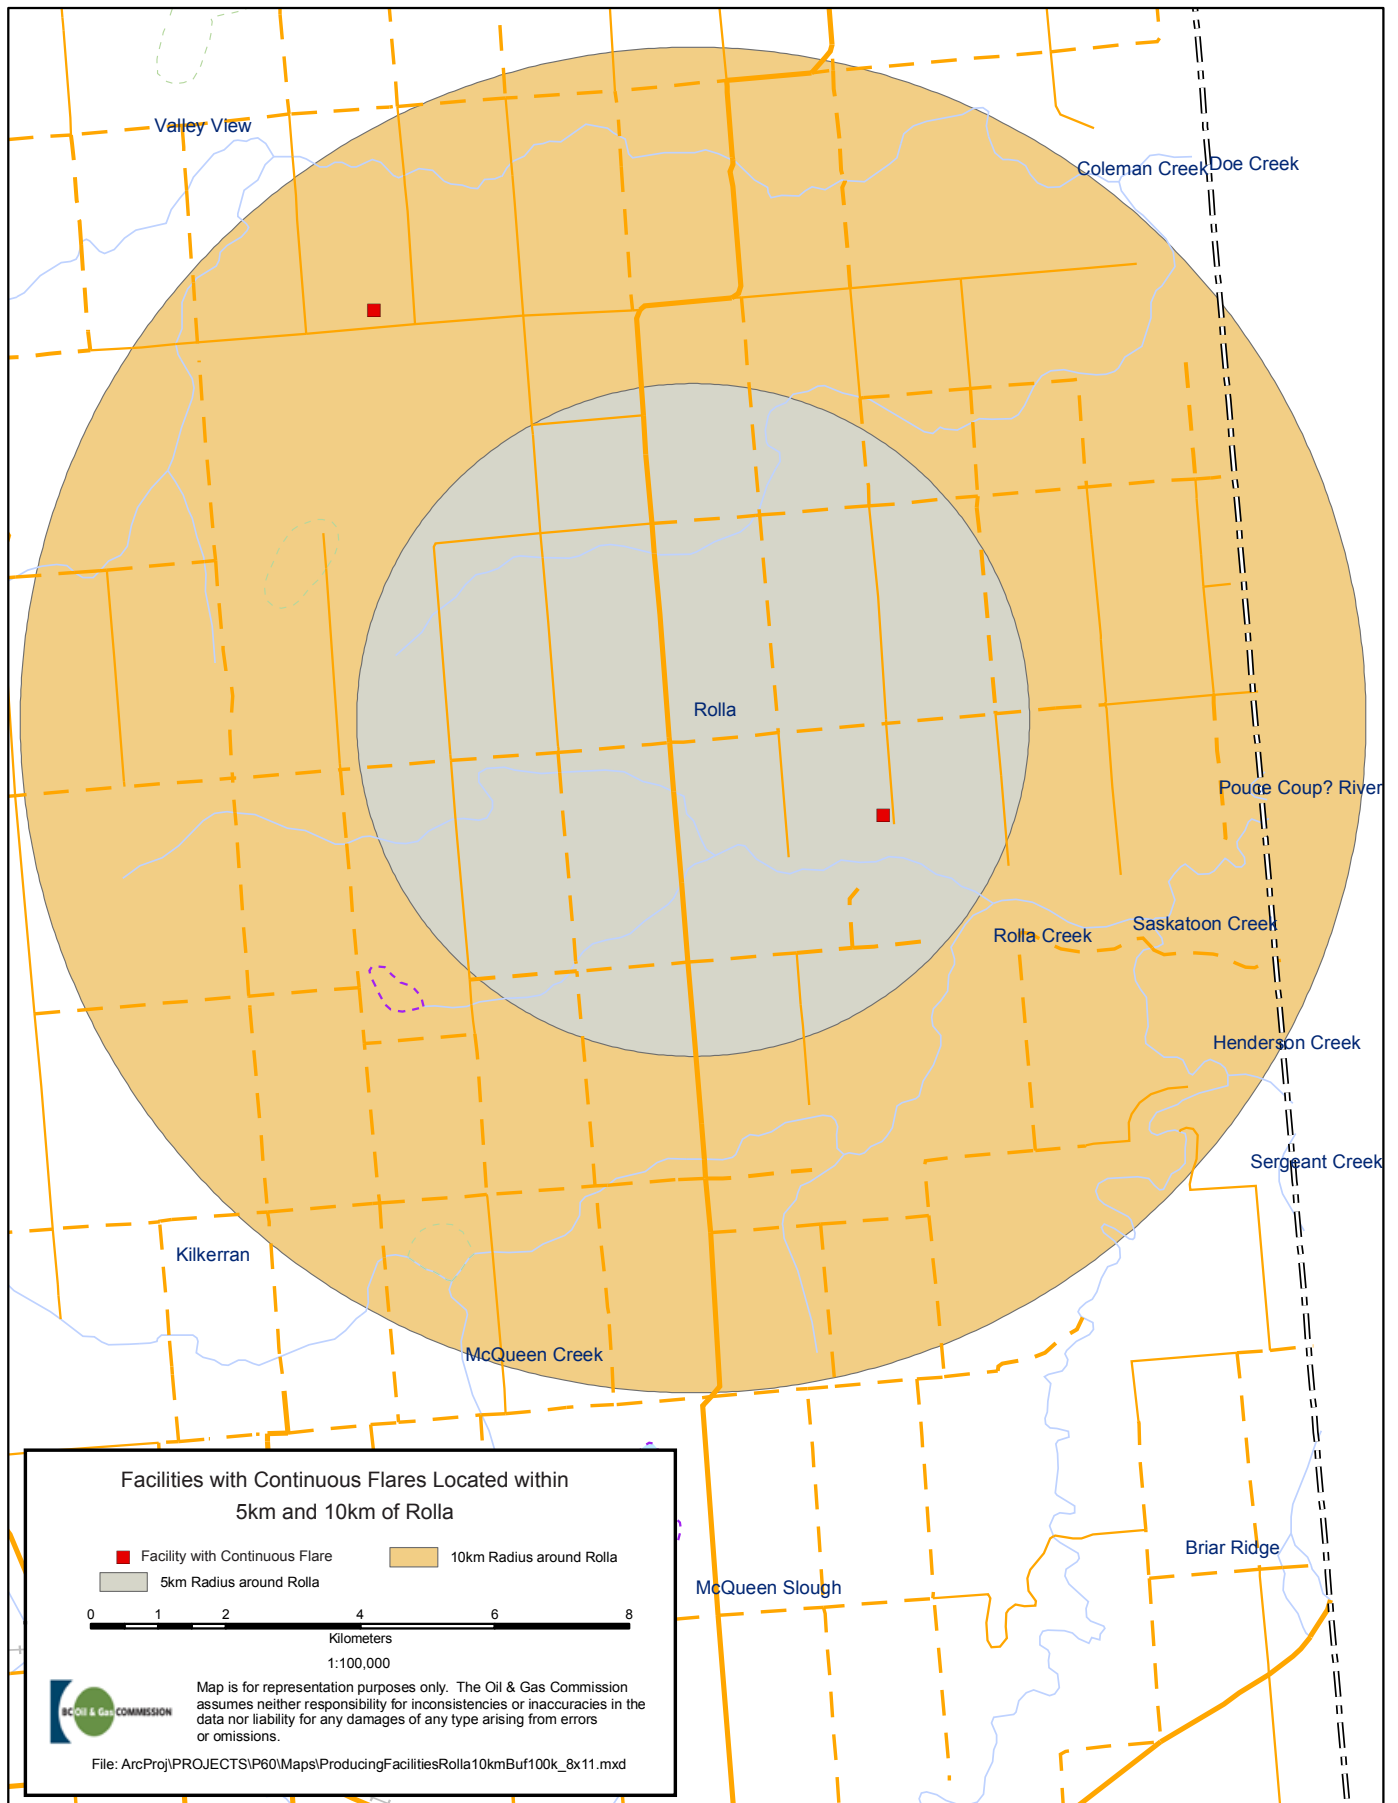 Valley View
Coleman Creek
Doe Creek
Rolla
Pouce Coup? River
Saskatoon Creek
Rolla Creek
Henderson Creek
Sergeant Creek
Kilkerran
McQueen Creek
Briar Ridge
McQueen Slough
Facilities with Continuous Flares Located within
5km and 10km of Rolla
Facility with Continuous Flare
10km Radius around Rolla
5km Radius around Rolla
0 1 2 4 6 8
Kilometers
1:100,000
BC Oil & Gas COMMISSION
Map is for representation purposes only. The Oil & Gas Commission
assumes neither responsibility for inconsistencies or inaccuracies in the
data nor liability for any damages of any type arising from errors
or omissions.
File: ArcProj\PROJECTS\P60\Maps\ProducingFacilitiesRolla10kmBuf100k_8x11.mxd